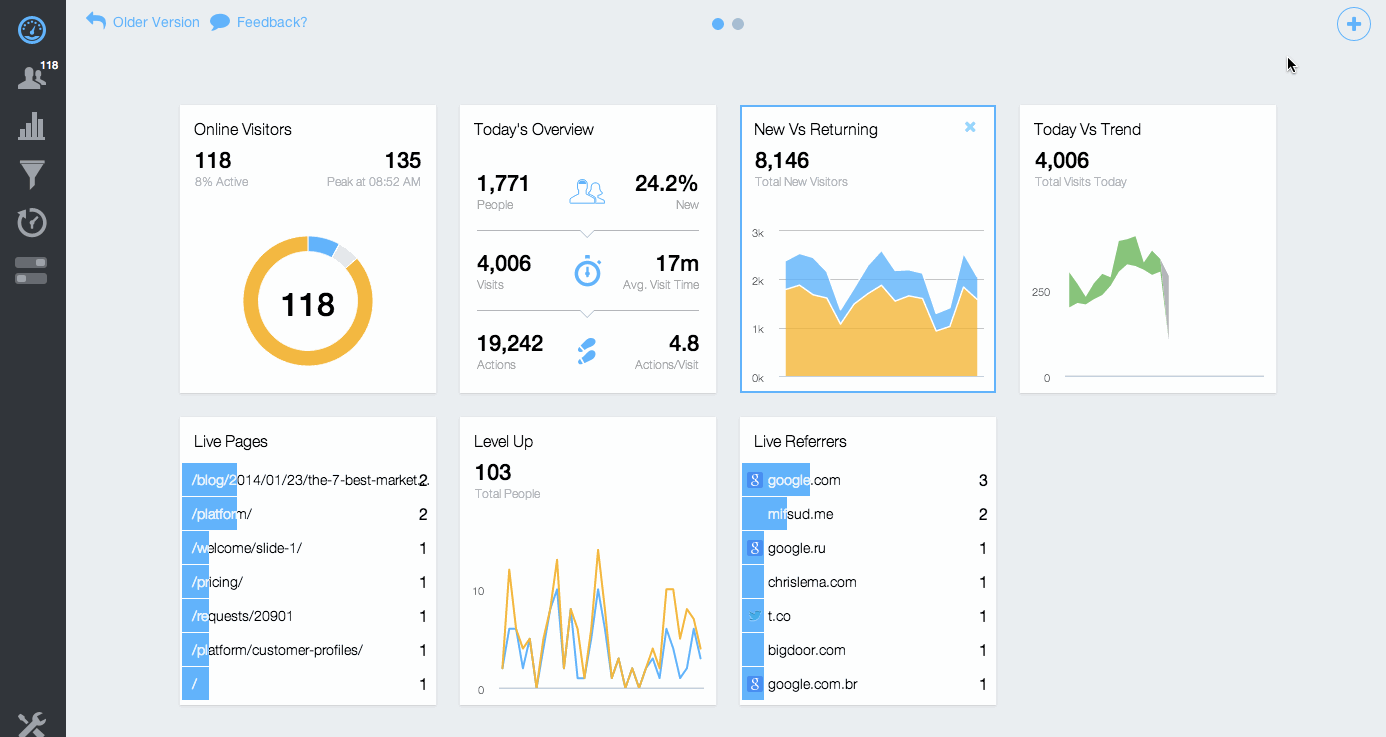 Older Version Feedback?
118
Online Visitors
118 135
8% Active Peak at 08:52 AM
118
Today's Overview
1,771 24.2%
People New
4,006 17m
Visits Avg. Visit Time
19,242 4.8
Actions Actions/Visit
New Vs Returning
8,146
Total New Visitors
3k
2k
1k
0k
Today Vs Trend
4,006
Total Visits Today
250
0
Live Pages
/blog/2014/01/23/the-7-best-market... 2
/platform/ 2
/welcome/slide-1/ 1
/pricing/ 1
/requests/20901 1
/platform/customer-profiles/ 1
/ 1
Level Up
103
Total People
10
0
Live Referrers
google.com 3
mifsud.me 2
google.ru 1
chrislema.com 1
t.co 1
bigdoor.com 1
google.com.br 1